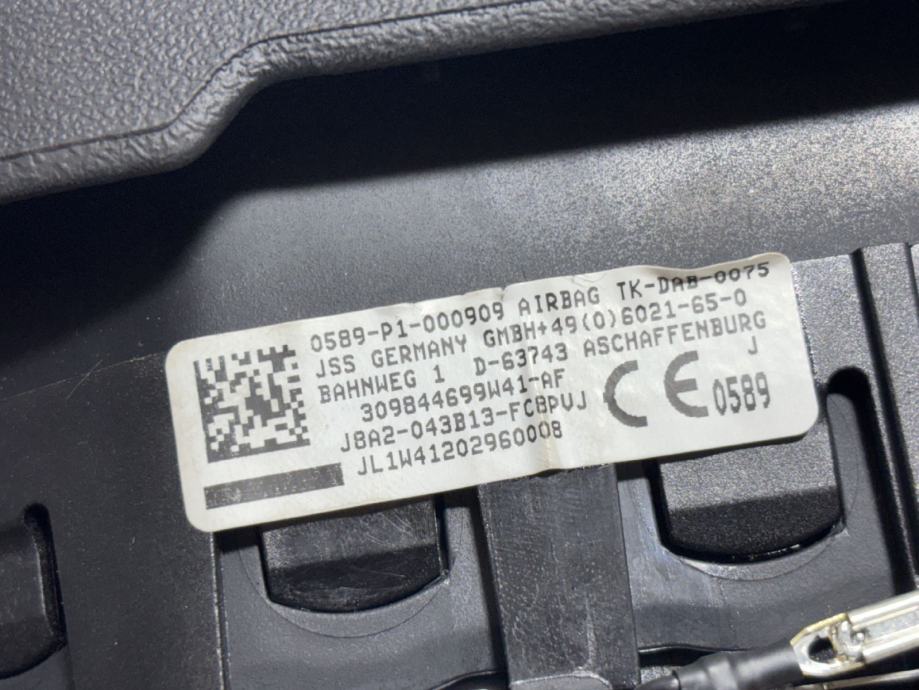 0589-P1-000909 AIRBAG TK-DAB-0075
JSS GERMANY GMBH+49(0)6021-65-0
BAHNWEG 1 D-63743 ASCHAFFENBURG
309844699W41-AF J
J8A2-043B13-FC8PVJ CE 0589
JL1W41202960008